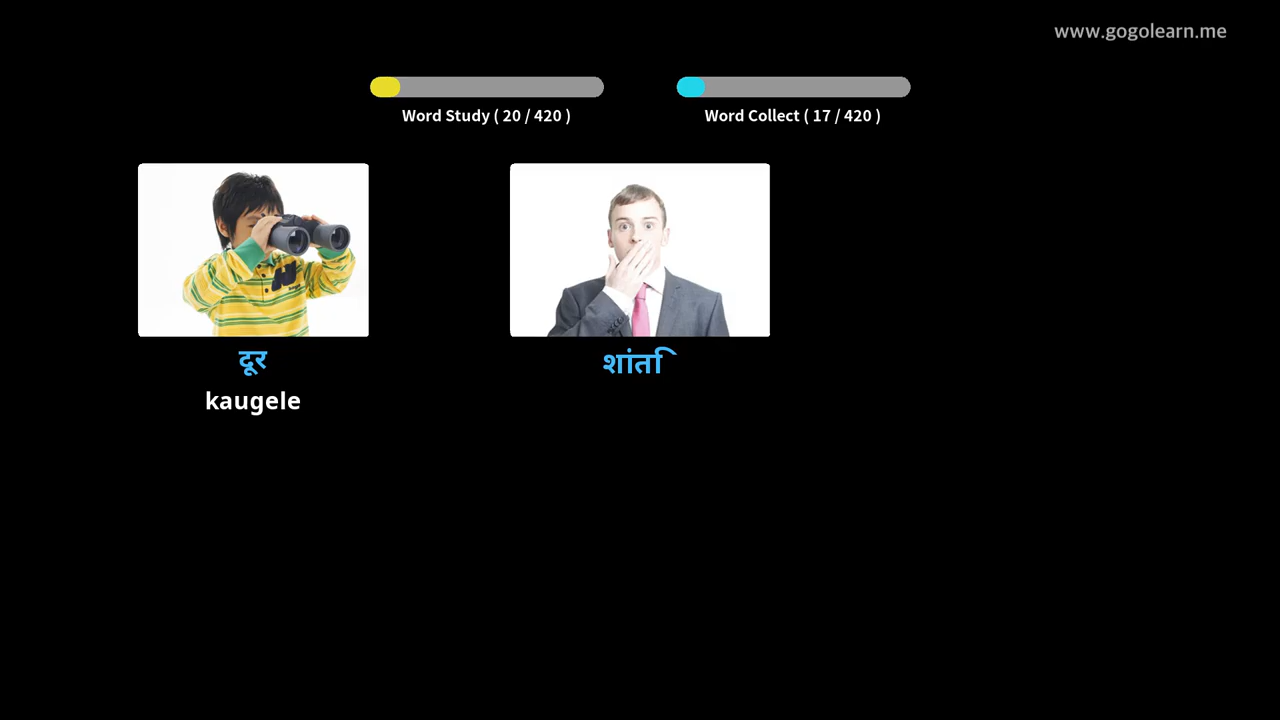 www.gogolearn.me
Word Study ( 20 / 420 )
Word Collect ( 17 / 420 )
दूर
शांति
kaugele